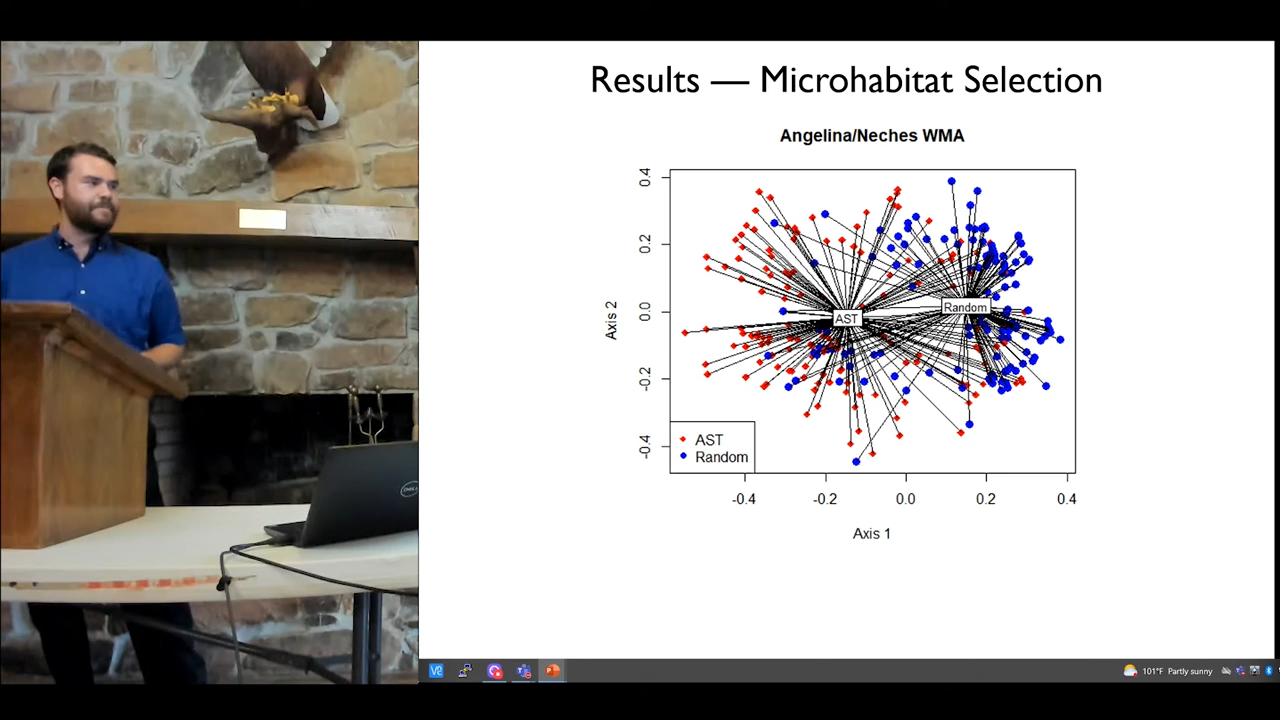 Results — Microhabitat Selection
Angelina/Neches WMA
Axis 2
0.4
0.2
0.0
-0.2
-0.4
AST
Random
AST
Random
-0.4
-0.2
0.0
0.2
0.4
Axis 1
DELL
101°F Partly sunny